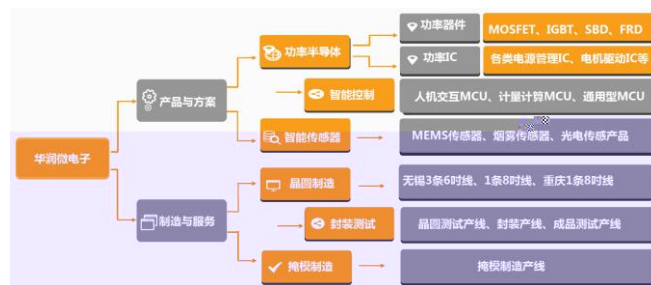 功率器件
MOSFET、IGBT、SBD、FRD
功率半导体
功率IC
各类电源管理IC、电机驱动IC等
产品与方案
智能控制
人机交互MCU、计量计算MCU、通用型MCU
智能传感器
MEMS传感器、烟雾传感器、光电传感产品
华润微电子
晶圆制造
无锡3条6吋线、1条8吋线、重庆1条8吋线
制造与服务
封装测试
晶圆测试产线、封装产线、成品测试产线
掩模制造
掩模制造产线